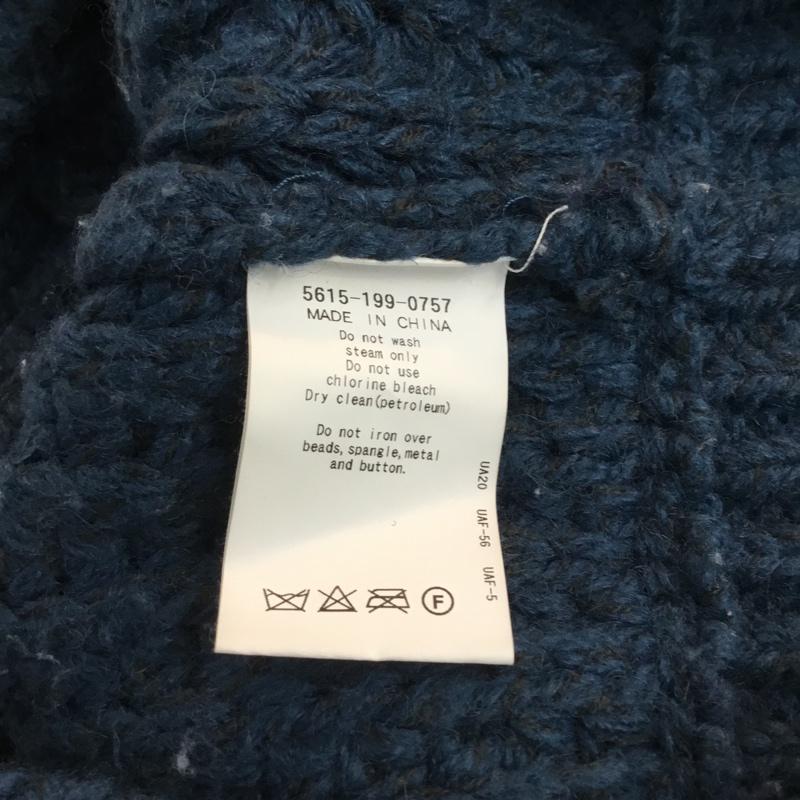 5615-199-0757
MADE IN CHINA
Do not wash
steam only
Do not use
chlorine bleach
Dry clean(petroleum)
Do not iron over
beads, spangle, metal
and button.
UA20 UAF-56 UAF-5
F